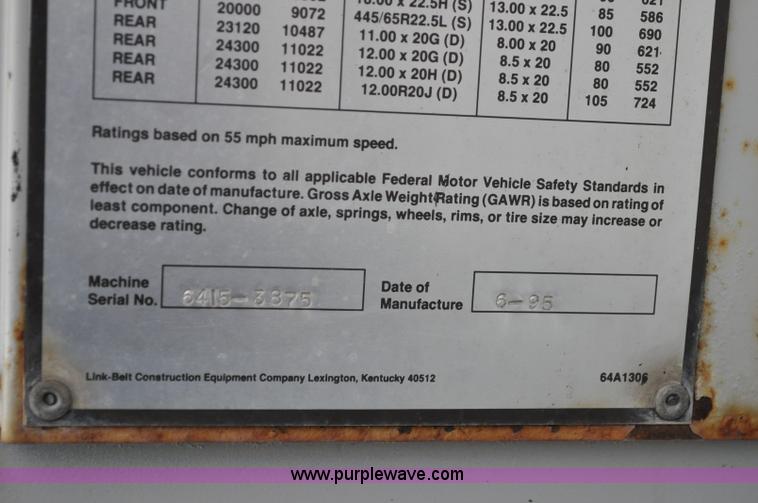 x 22.5H (S) 621
FRONT 20000 9072 445/65R22.5L (S) 13.00 x 22.5 85 586
REAR 23120 10487 11.00 x 20G (D) 13.00 x 22.5 100 690
REAR 24300 11022 12.00 x 20G (D) 8.00 x 20 90 621
REAR 24300 11022 12.00 x 20H (D) 8.5 x 20 80 552
REAR 24300 11022 12.00R20J (D) 8.5 x 20 80 552
8.5 x 20 105 724
Ratings based on 55 mph maximum speed.
This vehicle conforms to all applicable Federal Motor Vehicle Safety Standards in
effect on date of manufacture. Gross Axle Weight Rating (GAWR) is based on rating of
least component. Change of axle, springs, wheels, rims, or tire size may increase or
decrease rating.
Machine
Serial No. 6415-3875
Date of
Manufacture 6-95
Link-Belt Construction Equipment Company Lexington, Kentucky 40512 64A1306
www.purplewave.com